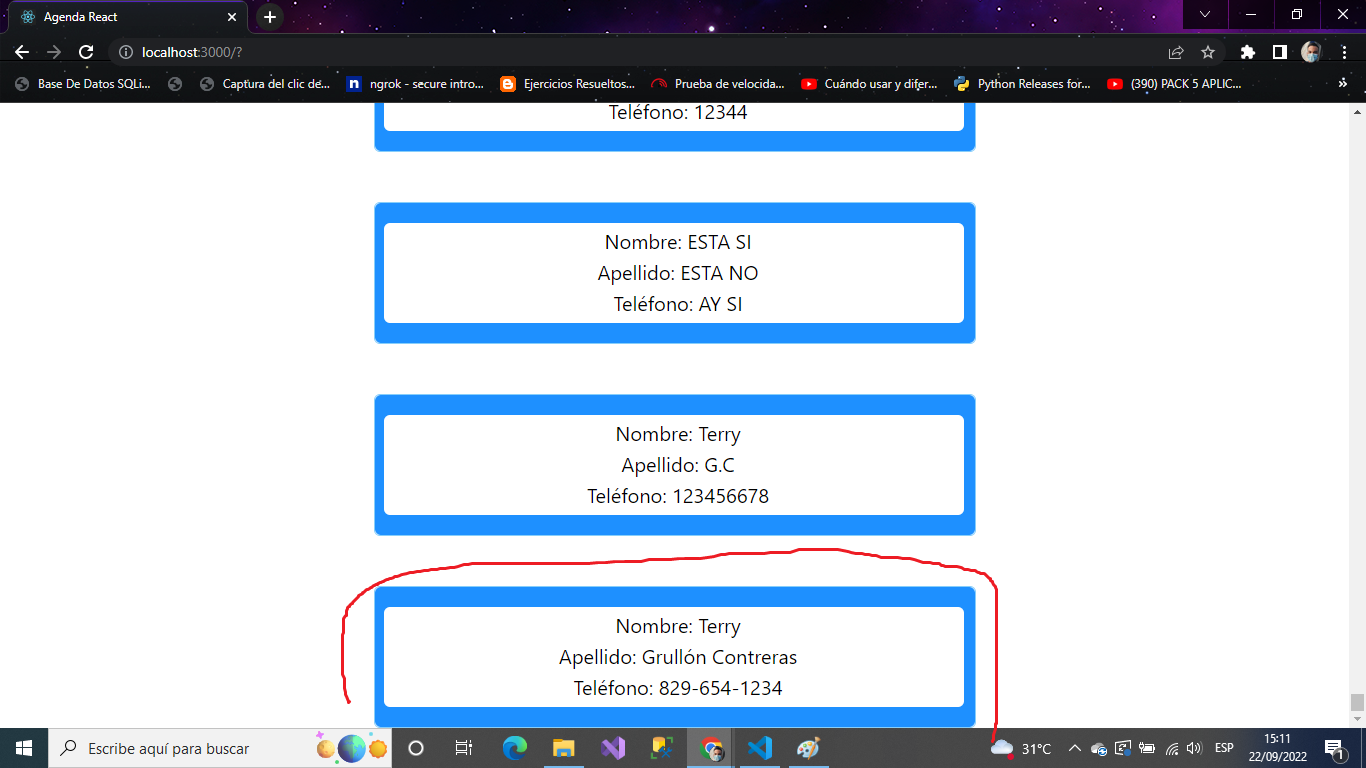 Agenda React
localhost:3000/?
Base De Datos SQLi...
Captura del clic de...
n ngrok - secure intro...
Ejercicios Resueltos...
Prueba de velocida...
Cuándo usar y difer...
Python Releases for...
(390) PACK 5 APLIC...
»
Teléfono: 12344
Nombre: ESTA SI
Apellido: ESTA NO
Teléfono: AY SI
Nombre: Terry
Apellido: G.C
Teléfono: 123456678
Nombre: Terry
Apellido: Grullón Contreras
Teléfono: 829-654-1234
Escribe aquí para buscar
31°C
ESP
15:11
22/09/2022
1